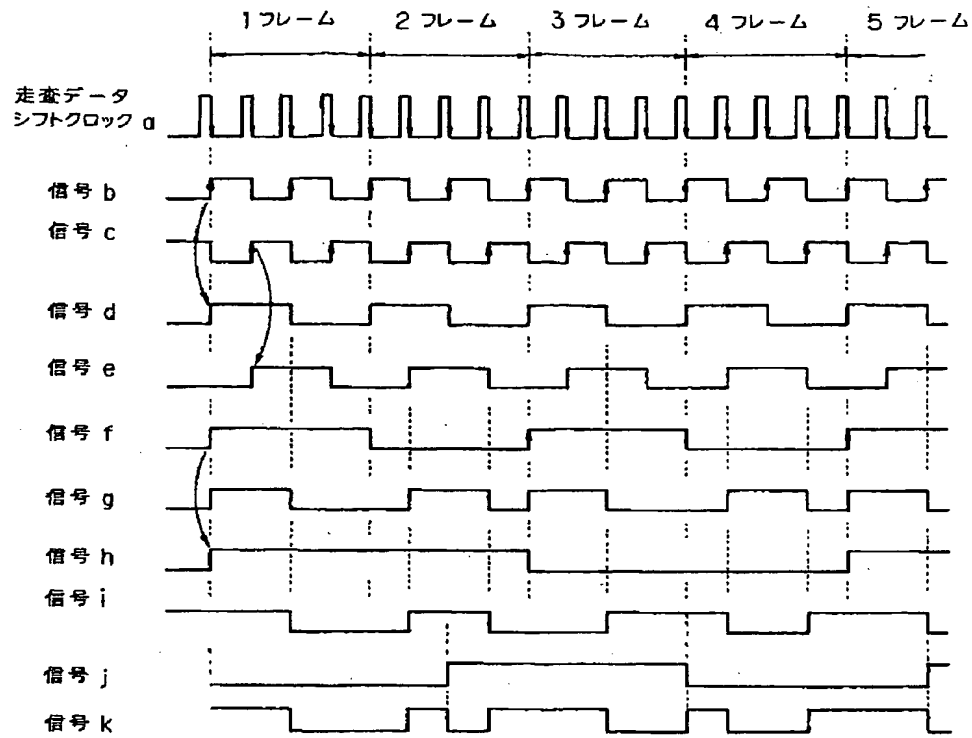 1フレーム 2フレーム 3フレーム 4フレーム 5フレーム
走査データ
シフトクロック a
信号 b
信号 c
信号 d
信号 e
信号 f
信号 g
信号 h
信号 i
信号 j
信号 k